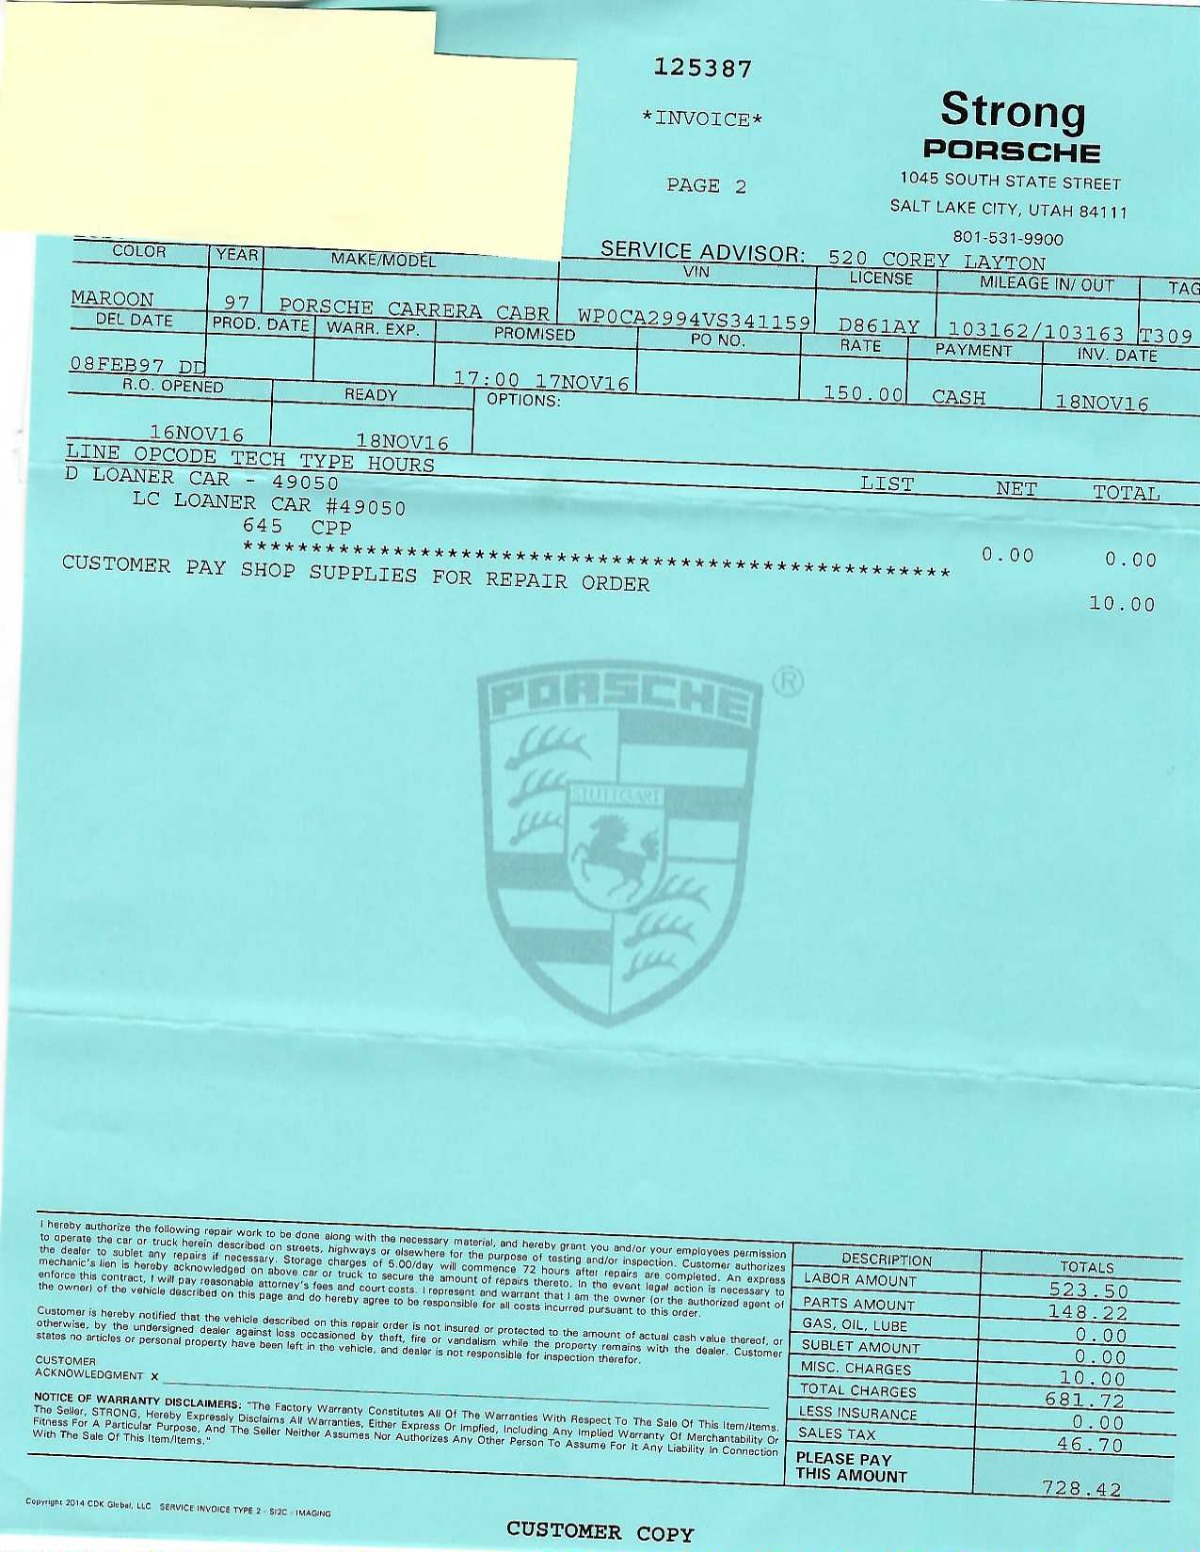 125387
*INVOICE*
PAGE 2
Strong
PORSCHE
1045 SOUTH STATE STREET
SALT LAKE CITY, UTAH 84111
801-531-9900
SERVICE ADVISOR: 520 COREY LAYTON
COLOR YEAR MAKE/MODEL VIN LICENSE MILEAGE IN/ OUT TAG
MAROON 97 PORSCHE CARRERA CABR WP0CA2994VS341159 D861AY 103162/103163 T309
DEL DATE PROD. DATE WARR. EXP. PROMISED PO NO. RATE PAYMENT INV. DATE
08FEB97 DD 17:00 17NOV16 150.00 CASH 18NOV16
R.O. OPENED READY OPTIONS:
16NOV16 18NOV16
LINE OPCODE TECH TYPE HOURS LIST NET TOTAL
D LOANER CAR - 49050
LC LOANER CAR #49050
645 CPP 0.00 0.00
****************************************************
CUSTOMER PAY SHOP SUPPLIES FOR REPAIR ORDER 10.00
PORSCHE ®
STUTTGART
I hereby authorize the following repair work to be done along with the necessary material, and hereby grant you and/or your employees permission
to operate the car or truck herein described on streets, highways or elsewhere for the purpose of testing and/or inspection. Customer authorizes
the dealer to sublet any repairs if necessary. Storage charges of 5.00/day will commence 72 hours after repairs are completed. An express
mechanic's lien is hereby acknowledged on above car or truck to secure the amount of repairs thereto. In the event legal action is necessary to
enforce this contract, I will pay reasonable attorney's fees and court costs. I represent and warrant that I am the owner (or the authorized agent of
the owner) of the vehicle described on this page and do hereby agree to be responsible for all costs incurred pursuant to this order.
Customer is hereby notified that the vehicle described on this repair order is not insured or protected to the amount of actual cash value thereof, or
otherwise, by the undersigned dealer against loss occasioned by theft, fire or vandalism while the property remains with the dealer. Customer
states no articles or personal property have been left in the vehicle, and dealer is not responsible for inspection therefor.
CUSTOMER
ACKNOWLEDGMENT X
NOTICE OF WARRANTY DISCLAIMERS: "The Factory Warranty Constitutes All Of The Warranties With Respect To The Sale Of This Item/Items.
The Seller, STRONG, Hereby Expressly Disclaims All Warranties, Either Express Or Implied, Including Any Implied Warranty Of Merchantability Or
Fitness For A Particular Purpose, And The Seller Neither Assumes Nor Authorizes Any Other Person To Assume For It Any Liability In Connection
With The Sale Of This Item/Items."
DESCRIPTION TOTALS
LABOR AMOUNT 523.50
PARTS AMOUNT 148.22
GAS, OIL, LUBE 0.00
SUBLET AMOUNT 0.00
MISC. CHARGES 10.00
TOTAL CHARGES 681.72
LESS INSURANCE 0.00
SALES TAX 46.70
PLEASE PAY
THIS AMOUNT 728.42
Copyright 2014 CDK Global, LLC SERVICE INVOICE TYPE 2 - SI2C - IMAGING
CUSTOMER COPY